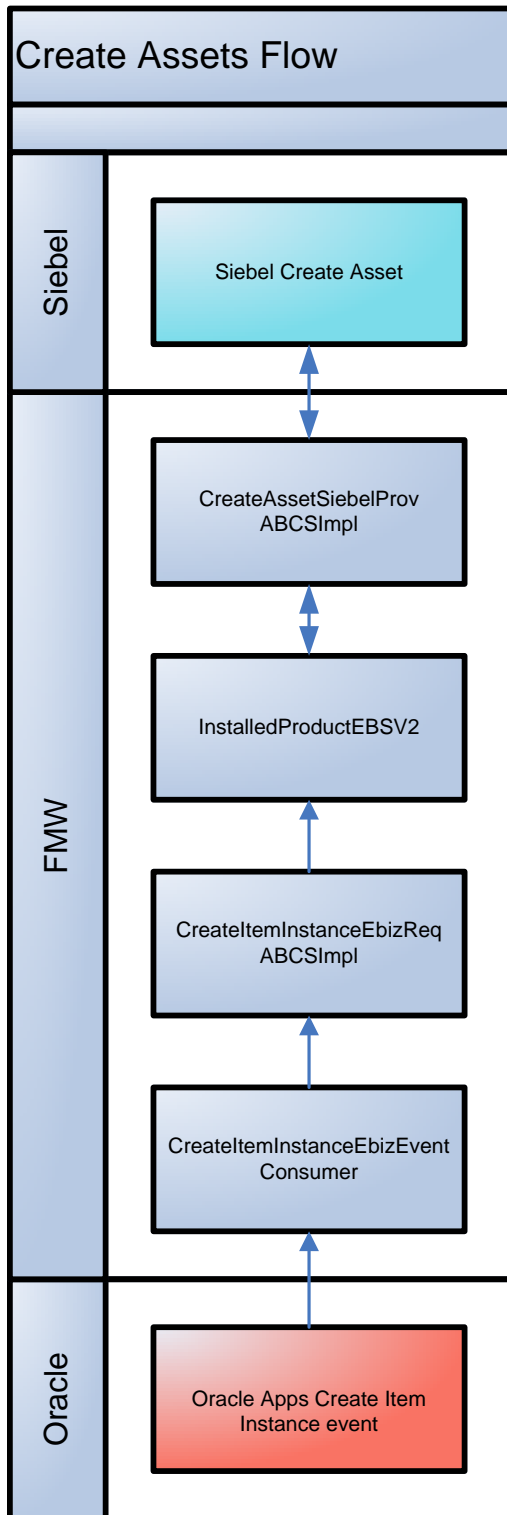 Create Assets Flow
Siebel
Siebel Create Asset
FMW
CreateAssetSiebelProv
ABCSImpl
InstalledProductEBSV2
CreateItemInstanceEbizReq
ABCSImpl
CreateItemInstanceEbizEvent
Consumer
Oracle
Oracle Apps Create Item
Instance event